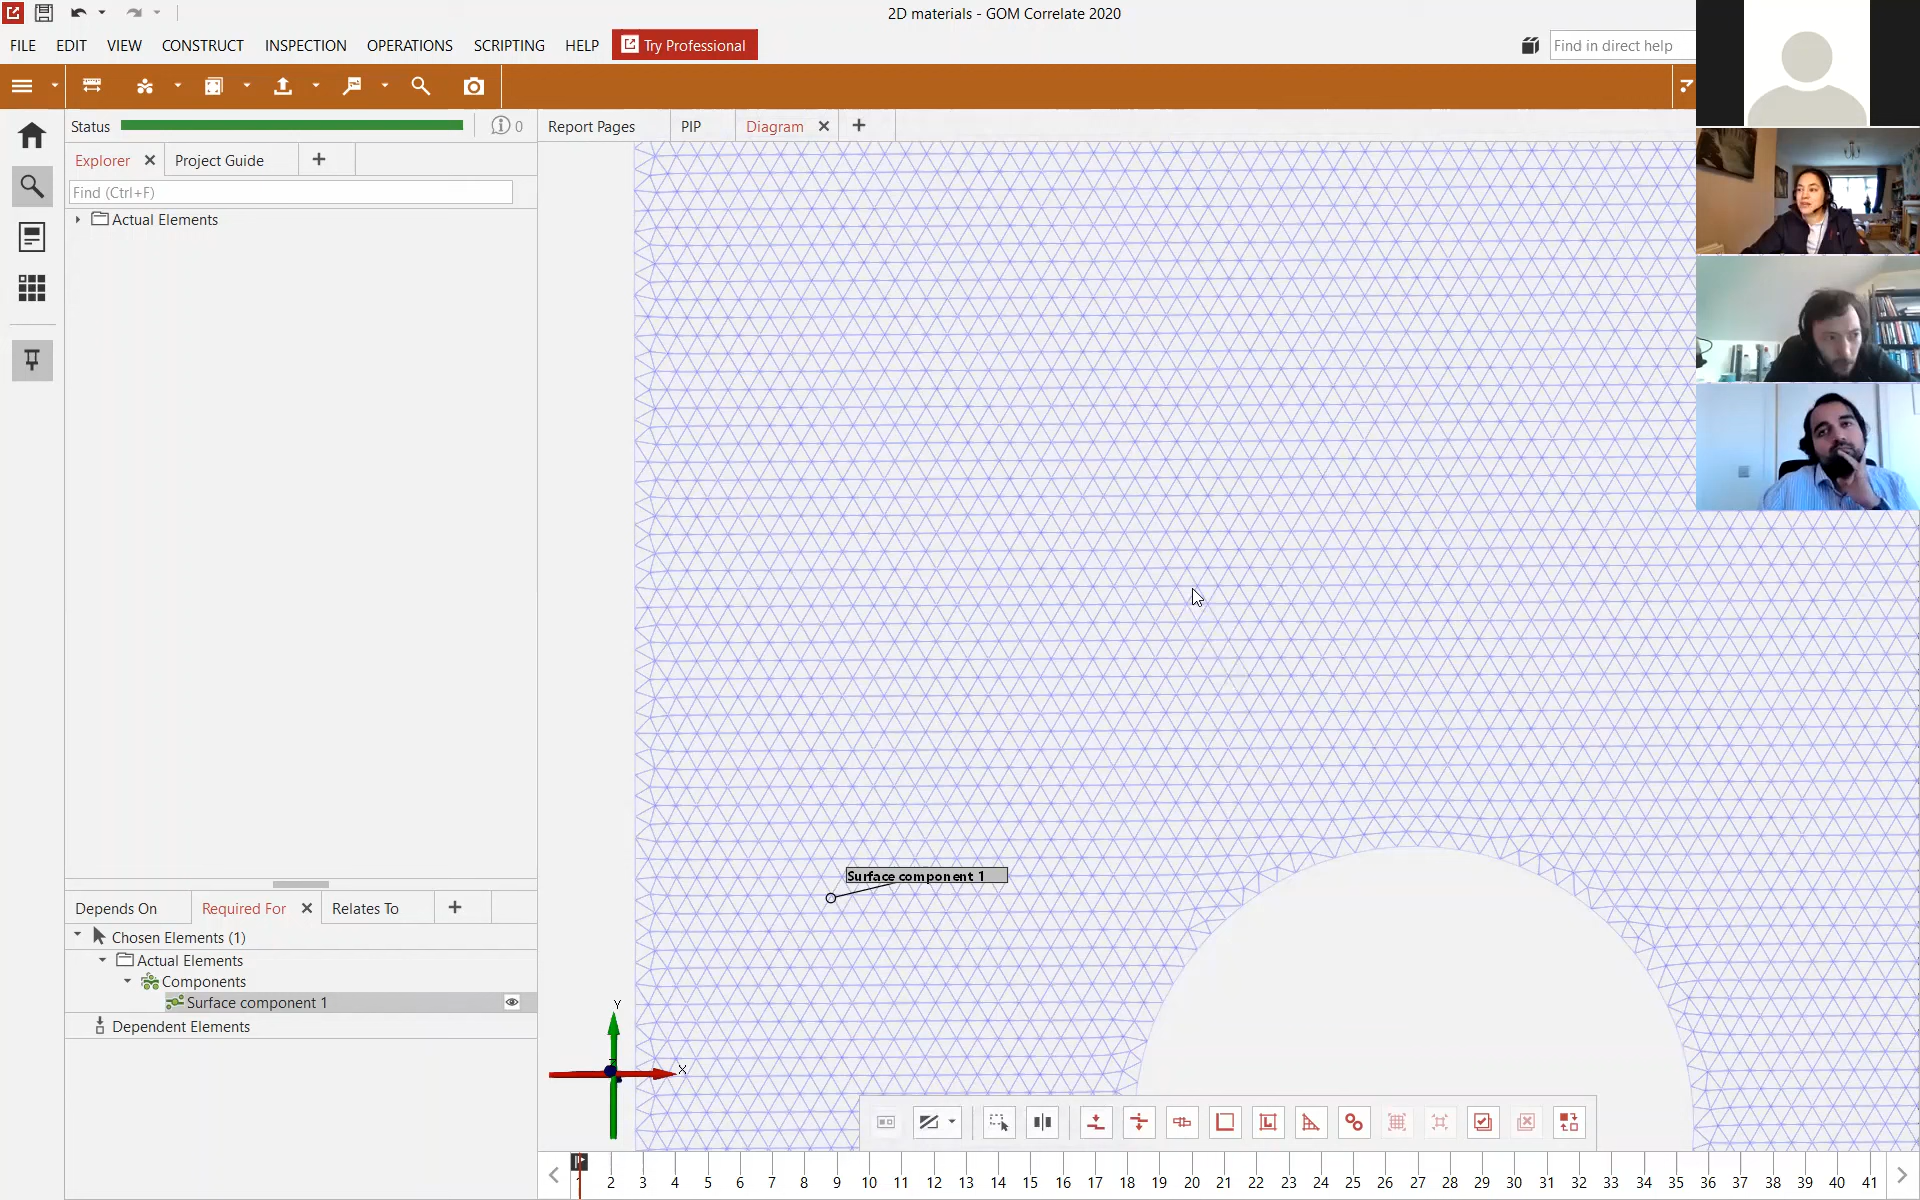 2D materials - GOM Correlate 2020
FILE EDIT VIEW CONSTRUCT INSPECTION OPERATIONS SCRIPTING HELP Try Professional Find in direct help
Status 0 Report Pages PIP Diagram
Explorer Project Guide
Find (Ctrl+F)
Actual Elements
Surface component 1
Depends On Required For Relates To
Chosen Elements (1)
Actual Elements
Components
Surface component 1
Dependent Elements
Y
X
2 3 4 5 6 7 8 9 10 11 12 13 14 15 16 17 18 19 20 21 22 23 24 25 26 27 28 29 30 31 32 33 34 35 36 37 38 39 40 41